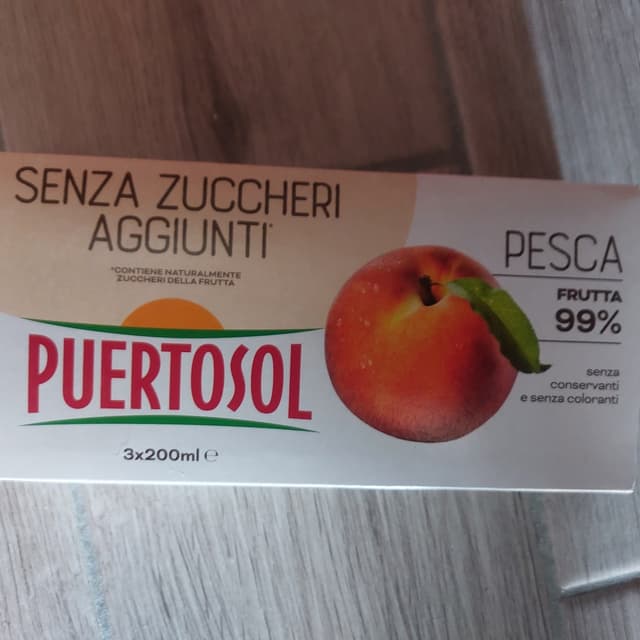 SENZA ZUCCHERI
AGGIUNTI*
*CONTIENE NATURALMENTE
ZUCCHERI DELLA FRUTTA
PUERTOSOL
3x200ml ℮
PESCA
FRUTTA
99%
senza
conservanti
e senza coloranti